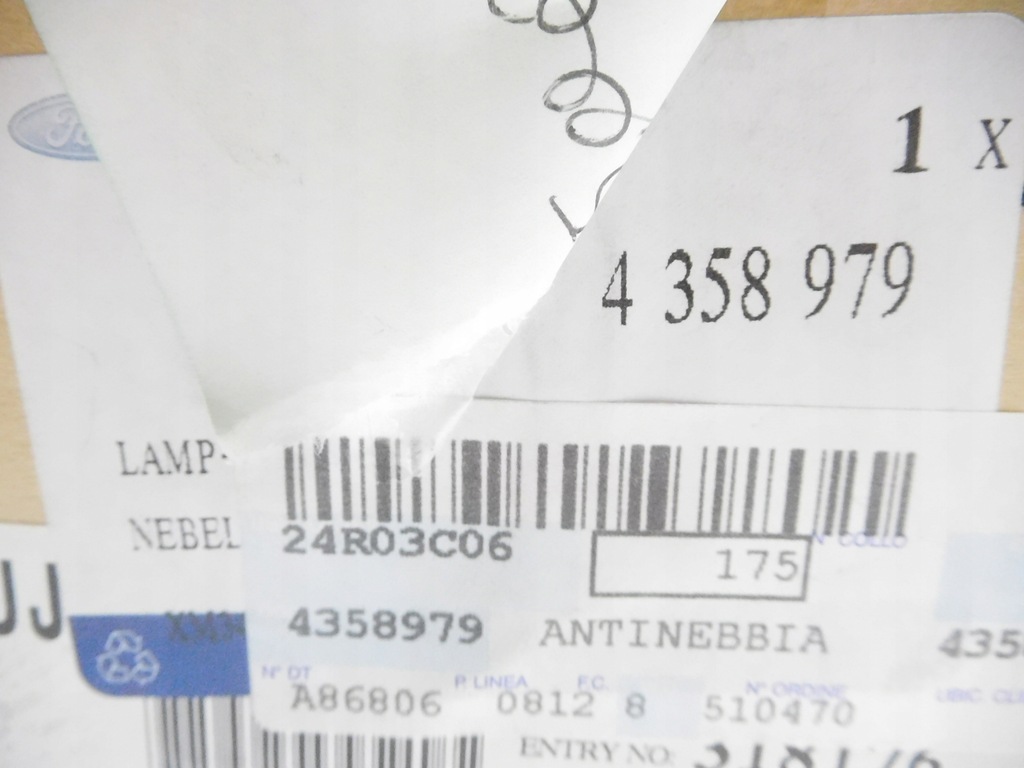 Ford
1 X
4 358 979
LAMP-
NEBEL
24R03C06
175
N° COLLO
4358979 ANTINEBBIA 435
N° DT P. LINEA F.C. N° ORDINE UBIC. CLI
A86806 0812 8 510470
ENTRY NO: